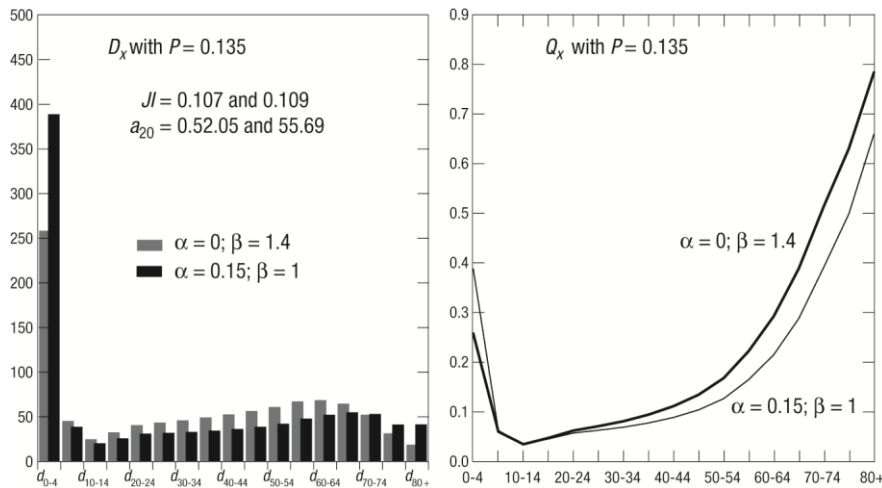 500
450
400
350
300
250
200
150
100
50
0
Dx with P = 0.135
JI = 0.107 and 0.109
a20 = 0.52.05 and 55.69
α = 0; β = 1.4
α = 0.15; β = 1
d0-4 d10-14 d20-24 d30-34 d40-44 d50-54 d60-64 d70-74 d80+
0.9
0.8
0.7
0.6
0.5
0.4
0.3
0.2
0.1
0.0
Qx with P = 0.135
α = 0; β = 1.4
α = 0.15; β = 1
0-4 10-14 20-24 30-34 40-44 50-54 60-64 70-74 80+